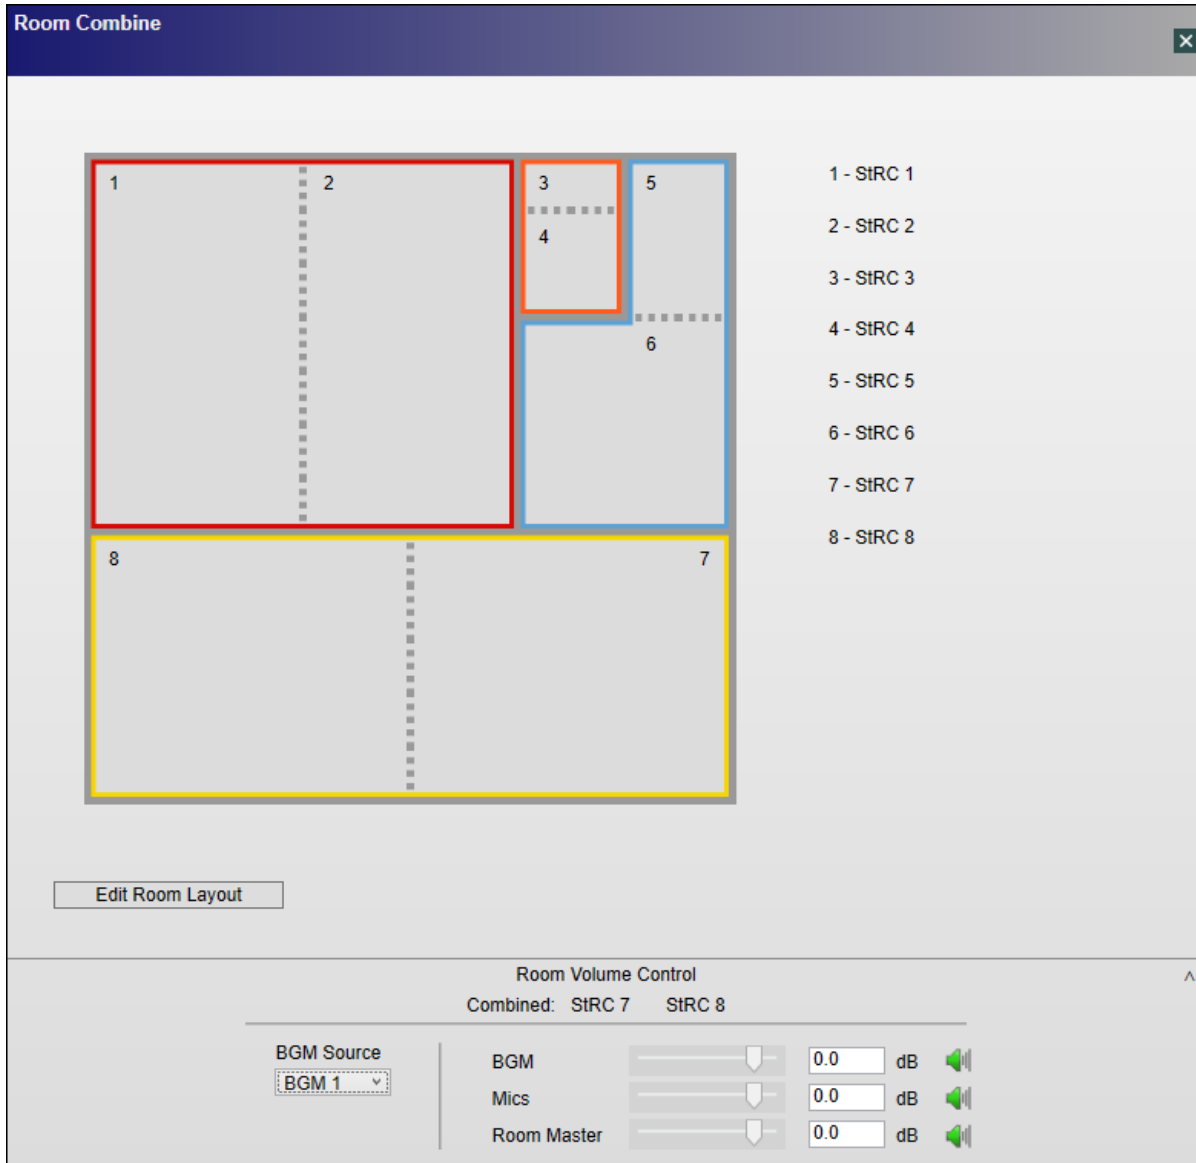 Room Combine
1
2
3
5
4
6
8
7
1 - StRC 1
2 - StRC 2
3 - StRC 3
4 - StRC 4
5 - StRC 5
6 - StRC 6
7 - StRC 7
8 - StRC 8
Edit Room Layout
Room Volume Control
Combined: StRC 7 StRC 8
BGM Source
BGM 1
BGM 0.0 dB
Mics 0.0 dB
Room Master 0.0 dB